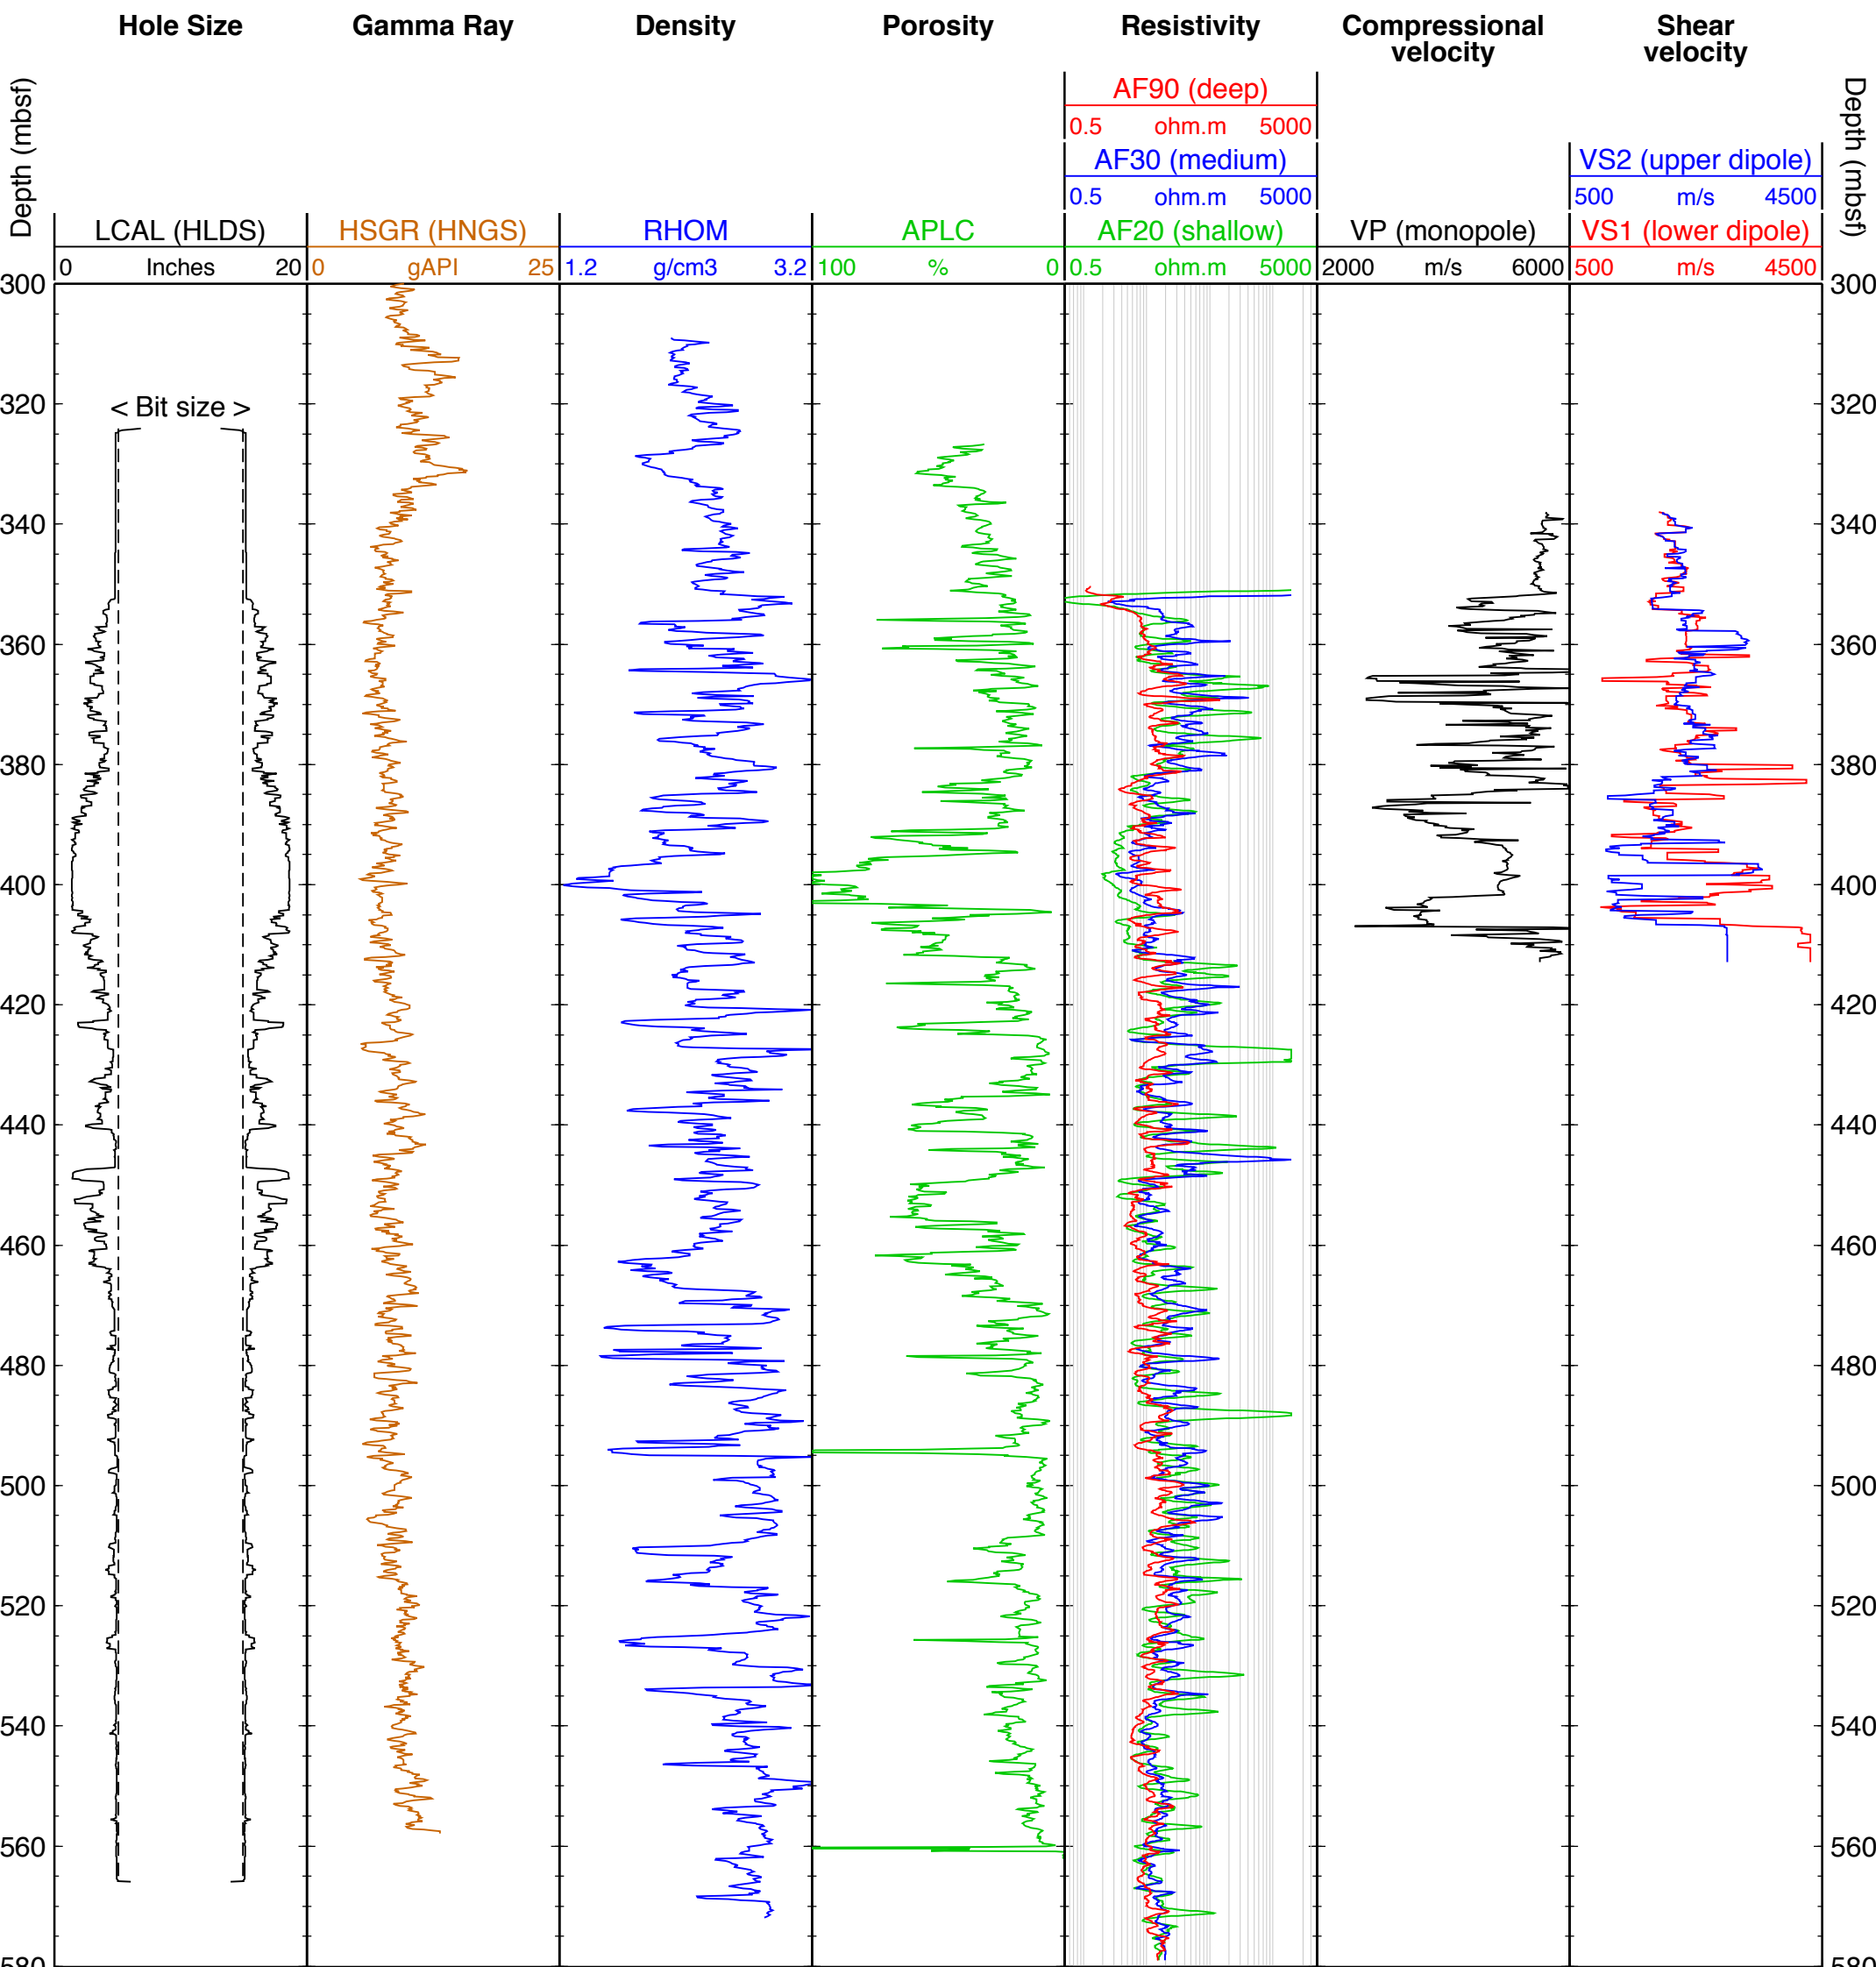 Hole Size Gamma Ray Density Porosity Resistivity Compressional velocity Shear velocity
Depth (mbsf)
Depth (mbsf)
AF90 (deep)
0.5 ohm.m 5000
AF30 (medium) VS2 (upper dipole)
0.5 ohm.m 5000 500 m/s 4500
LCAL (HLDS) HSGR (HNGS) RHOM APLC AF20 (shallow) VP (monopole) VS1 (lower dipole)
0 Inches 20 0 gAPI 25 1.2 g/cm3 3.2 100 % 0 0.5 ohm.m 5000 2000 m/s 6000 500 m/s 4500
300 300
320 320
< Bit size >
340 340
360 360
380 380
400 400
420 420
440 440
460 460
480 480
500 500
520 520
540 540
560 560
580 580